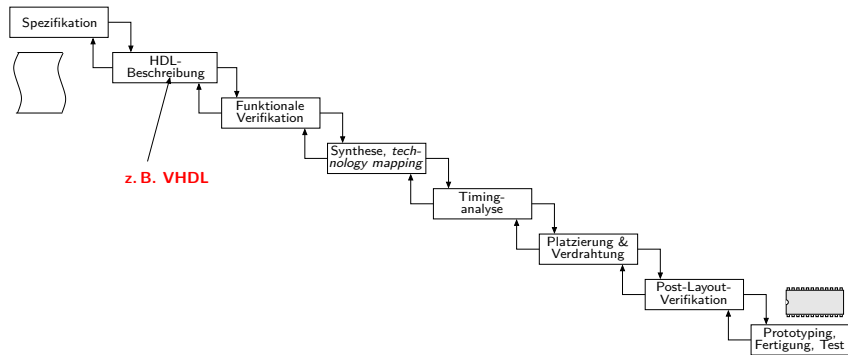 Spezifikation
HDL-
Beschreibung
Funktionale
Verifikation
z. B. VHDL
Synthese, tech-
nology mapping
Timing-
analyse
Platzierung &
Verdrahtung
Post-Layout-
Verifikation
Prototyping,
Fertigung, Test